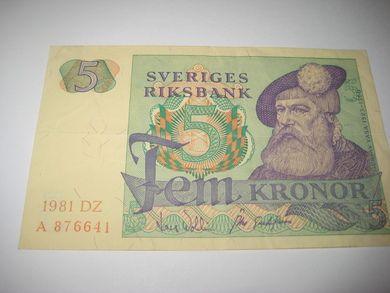 5
SVERIGES
RIKSBANK
5
Fem KRONOR
1981 DZ
A 876641
5